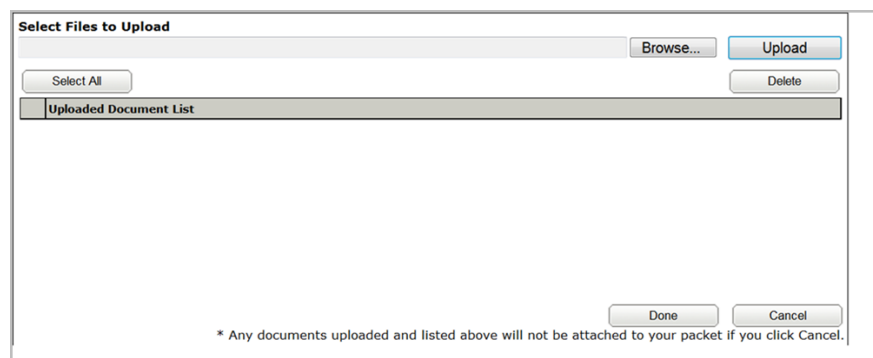 Select Files to Upload
Browse... Upload
Select All Delete
Uploaded Document List
Done Cancel
* Any documents uploaded and listed above will not be attached to your packet if you click Cancel.